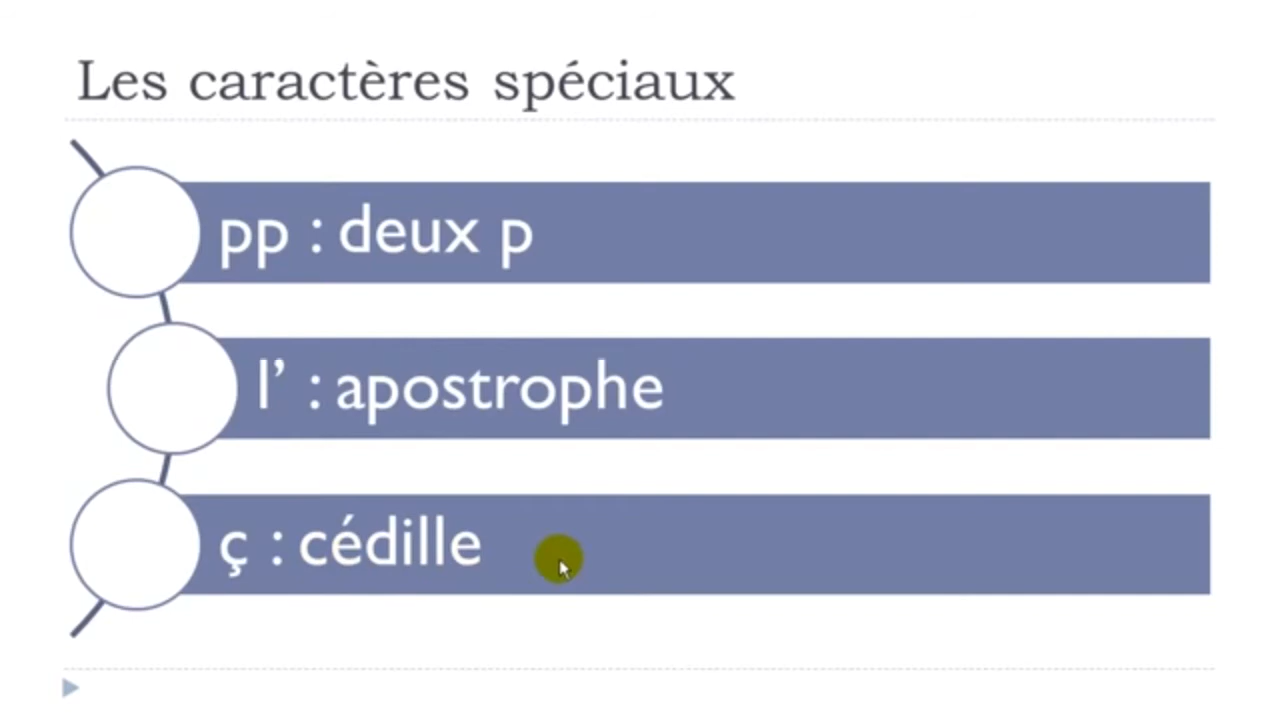 Les caractères spéciaux
pp : deux p
l’ : apostrophe
ç : cédille